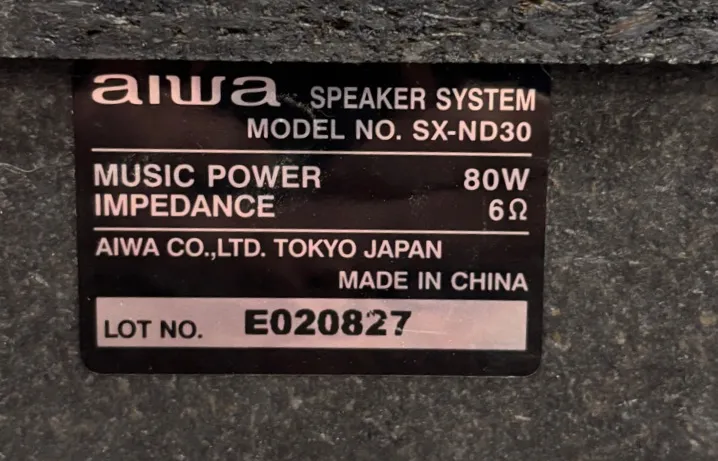 aiwa SPEAKER SYSTEM
MODEL NO. SX-ND30
MUSIC POWER 80W
IMPEDANCE 6Ω
AIWA CO.,LTD. TOKYO JAPAN
MADE IN CHINA
LOT NO. E020827